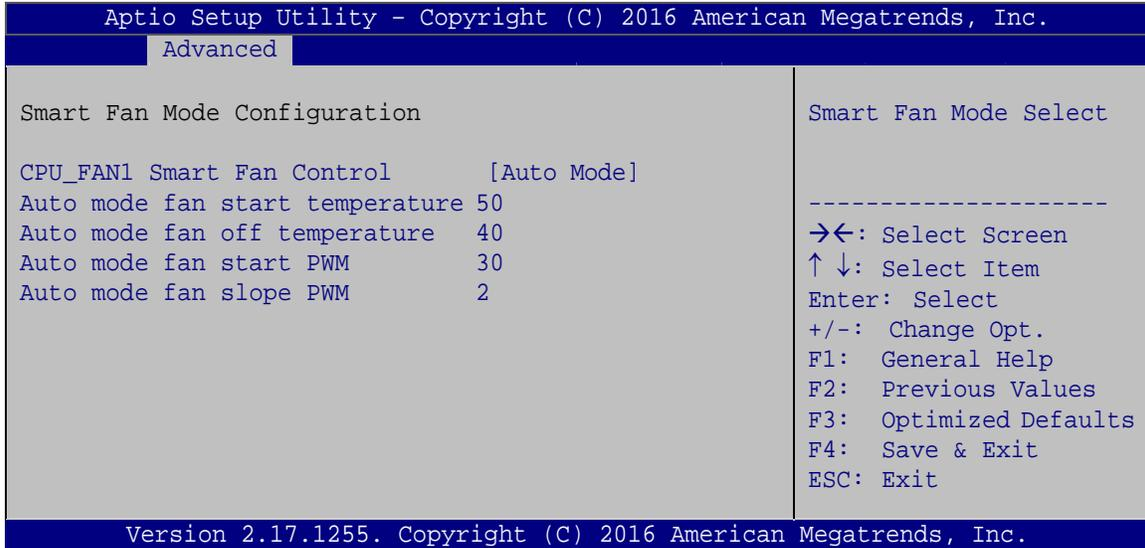 Aptio Setup Utility – Copyright (C) 2016 American Megatrends, Inc.
Advanced
Smart Fan Mode Configuration
CPU_FAN1 Smart Fan Control [Auto Mode]
Auto mode fan start temperature 50
Auto mode fan off temperature 40
Auto mode fan start PWM 30
Auto mode fan slope PWM 2
Smart Fan Mode Select
---------------------
→←: Select Screen
↑ ↓: Select Item
Enter: Select
+/-: Change Opt.
F1: General Help
F2: Previous Values
F3: Optimized Defaults
F4: Save & Exit
ESC: Exit
Version 2.17.1255. Copyright (C) 2016 American Megatrends, Inc.